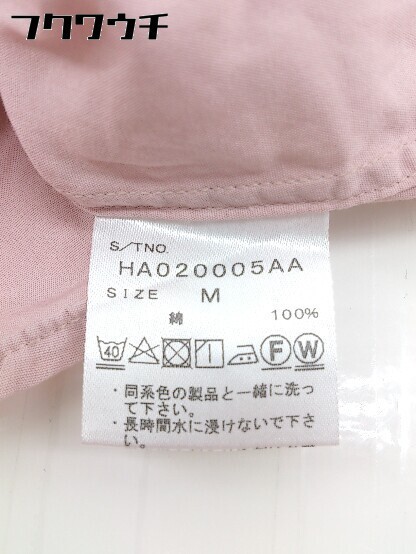 フクワウチ
S/TNO.
HA020005AA
SIZE M
綿 100%
40 F W
・同系色の製品と一緒に洗っ
て下さい。
・長時間水に浸けないで下さ
い。